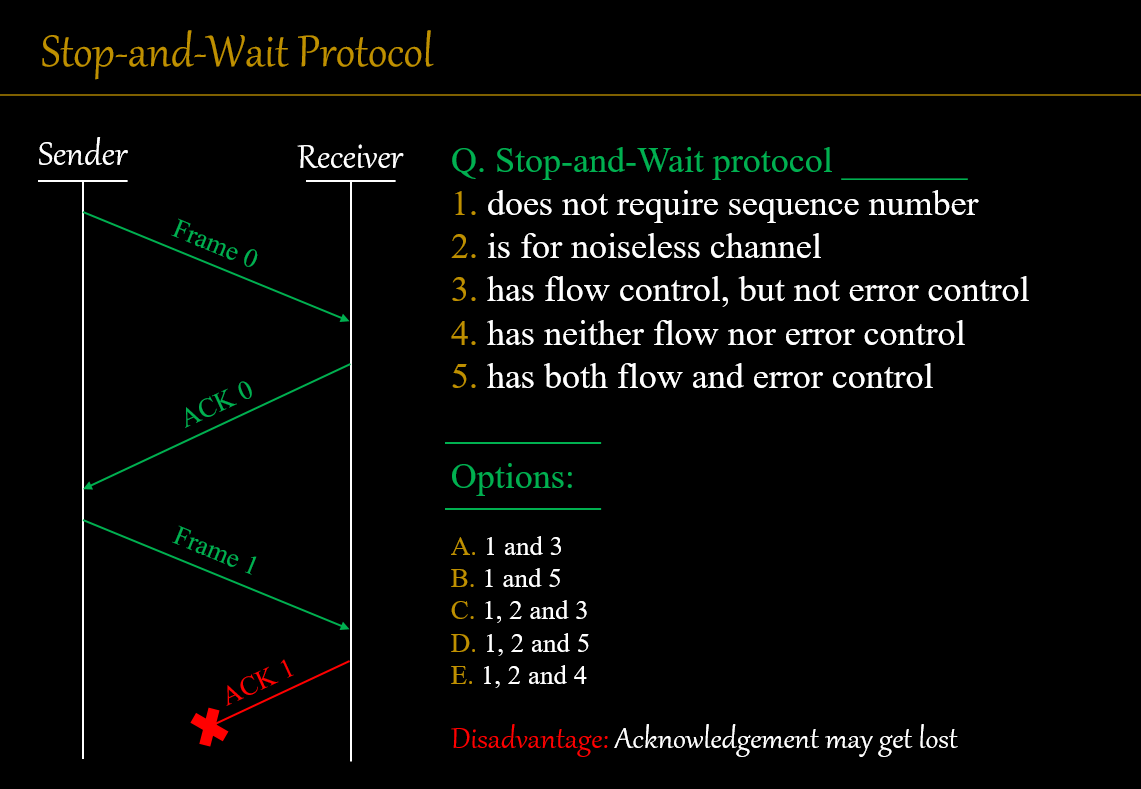 Stop-and-Wait Protocol
Sender
Receiver
Frame 0
ACK 0
Frame 1
ACK 1
Q. Stop-and-Wait protocol _______
1. does not require sequence number
2. is for noiseless channel
3. has flow control, but not error control
4. has neither flow nor error control
5. has both flow and error control
Options:
A. 1 and 3
B. 1 and 5
C. 1, 2 and 3
D. 1, 2 and 5
E. 1, 2 and 4
Disadvantage: Acknowledgement may get lost